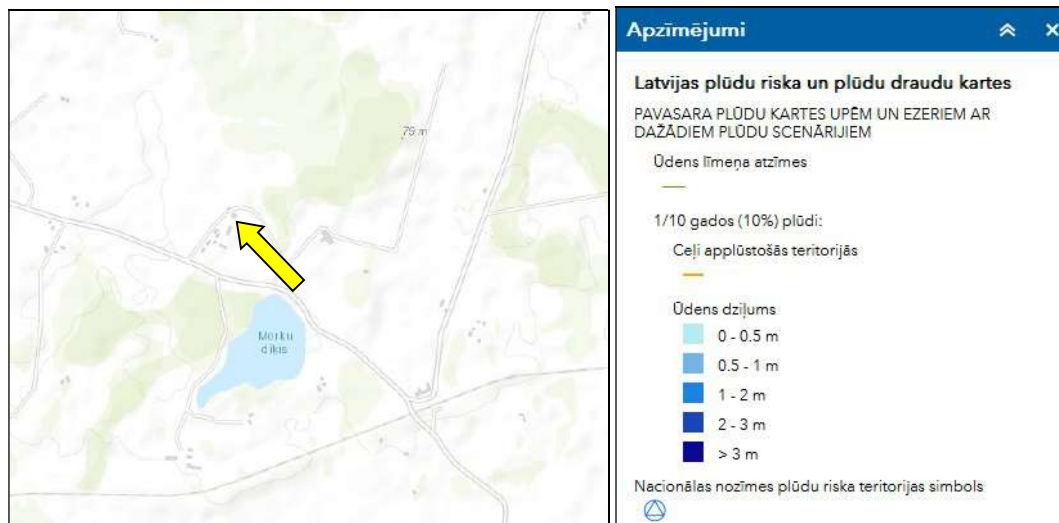 79 m
Mērku
dīķis
Apzīmējumi
Latvijas plūdu riska un plūdu draudu kartes
PAVASARA PLŪDU KARTES UPĒM UN EZERIEM AR
DAŽĀDIEM PLŪDU SCENĀRIJIEM
Ūdens līmeņa atzīmes
1/10 gados (10%) plūdi:
Ceļi applūstošās teritorijās
Ūdens dziļums
0 - 0.5 m
0.5 - 1 m
1 - 2 m
2 - 3 m
> 3 m
Nacionālas nozīmes plūdu riska teritorijas simbols